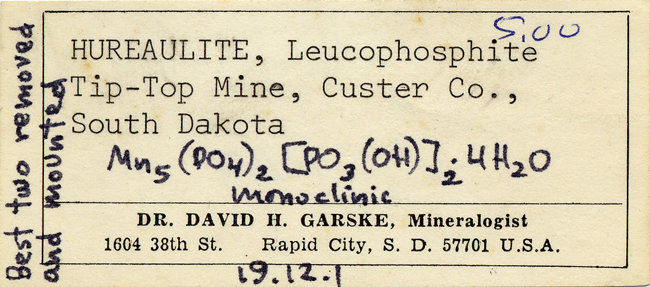 5.00
HUREAULITE, Leucophosphite
Tip-Top Mine, Custer Co.,
South Dakota
Mn5(PO4)2 [PO3(OH)]2·4H2O
monoclinic
DR. DAVID H. GARSKE, Mineralogist
1604 38th St. Rapid City, S. D. 57701 U.S.A.
19.12.1
Best two removed
and mounted